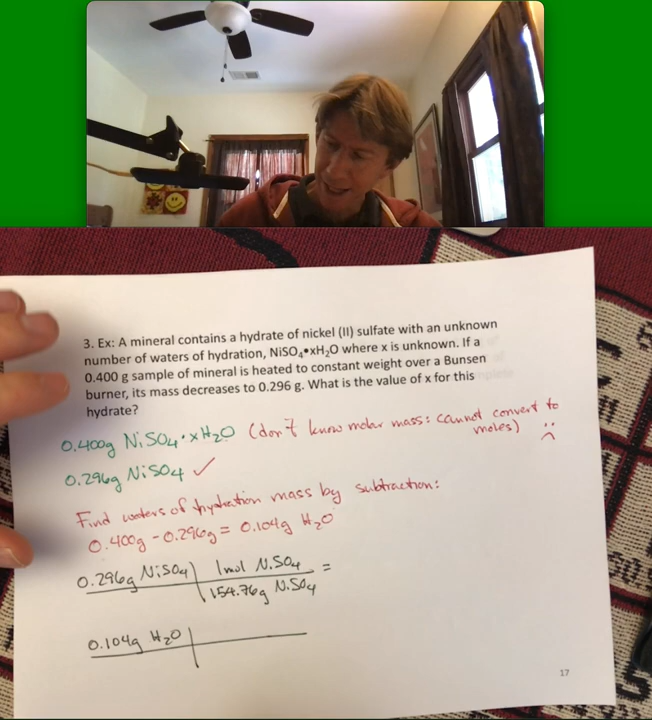 3. Ex: A mineral contains a hydrate of nickel (II) sulfate with an unknown
number of waters of hydration, NiSO₄•xH₂O where x is unknown. If a
0.400 g sample of mineral is heated to constant weight over a Bunsen
burner, its mass decreases to 0.296 g. What is the value of x for this
hydrate?
0.400g NiSO₄·xH₂O (don't know molar mass: cannot convert to
moles) :(
0.296g NiSO₄ ✓
Find waters of hydration mass by subtraction:
0.400g - 0.296g = 0.104g H₂O
0.296g NiSO₄ | 1mol NiSO₄ =
154.76g NiSO₄
0.104g H₂O
17